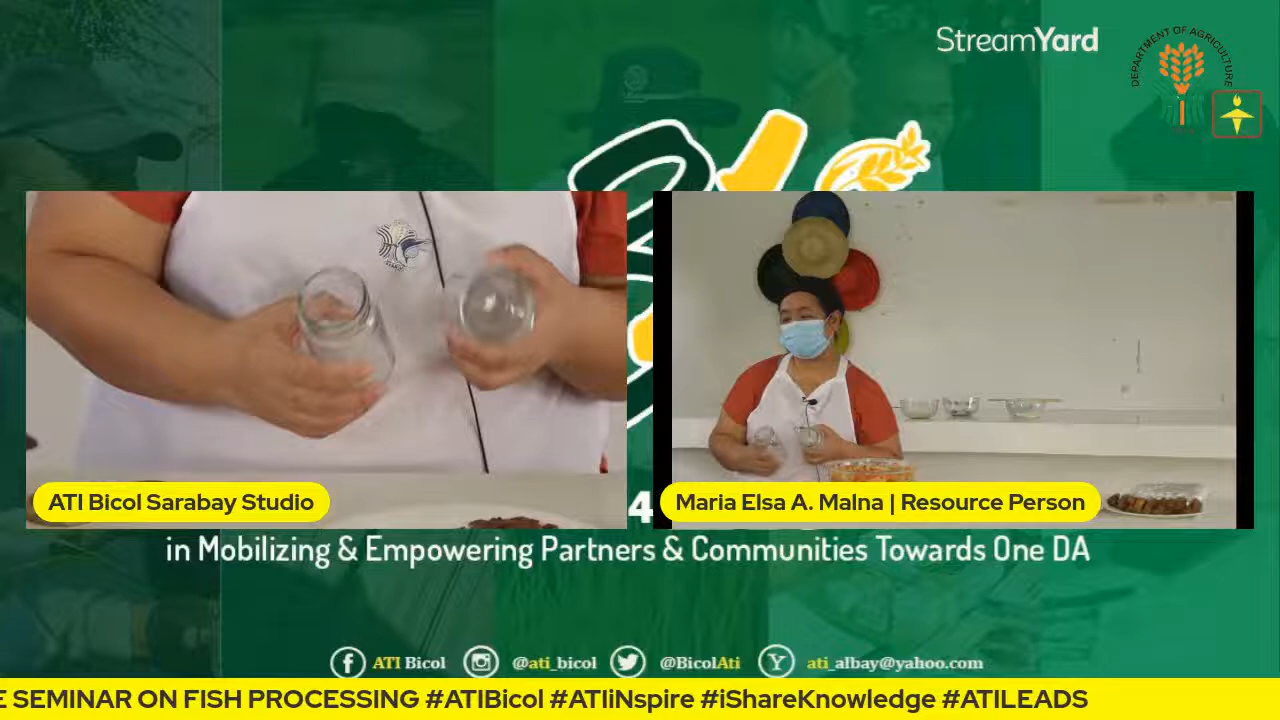 StreamYard
DEPARTMENT OF AGRICULTURE
ATI Bicol Sarabay Studio
4
Maria Elsa A. Malna | Resource Person
in Mobilizing & Empowering Partners & Communities Towards One DA
ATI Bicol
@ati_bicol
@BicolAti
ati_albay@yahoo.com
E SEMINAR ON FISH PROCESSING #ATIBicol #ATIiNspire #iShareKnowledge #ATILEADS